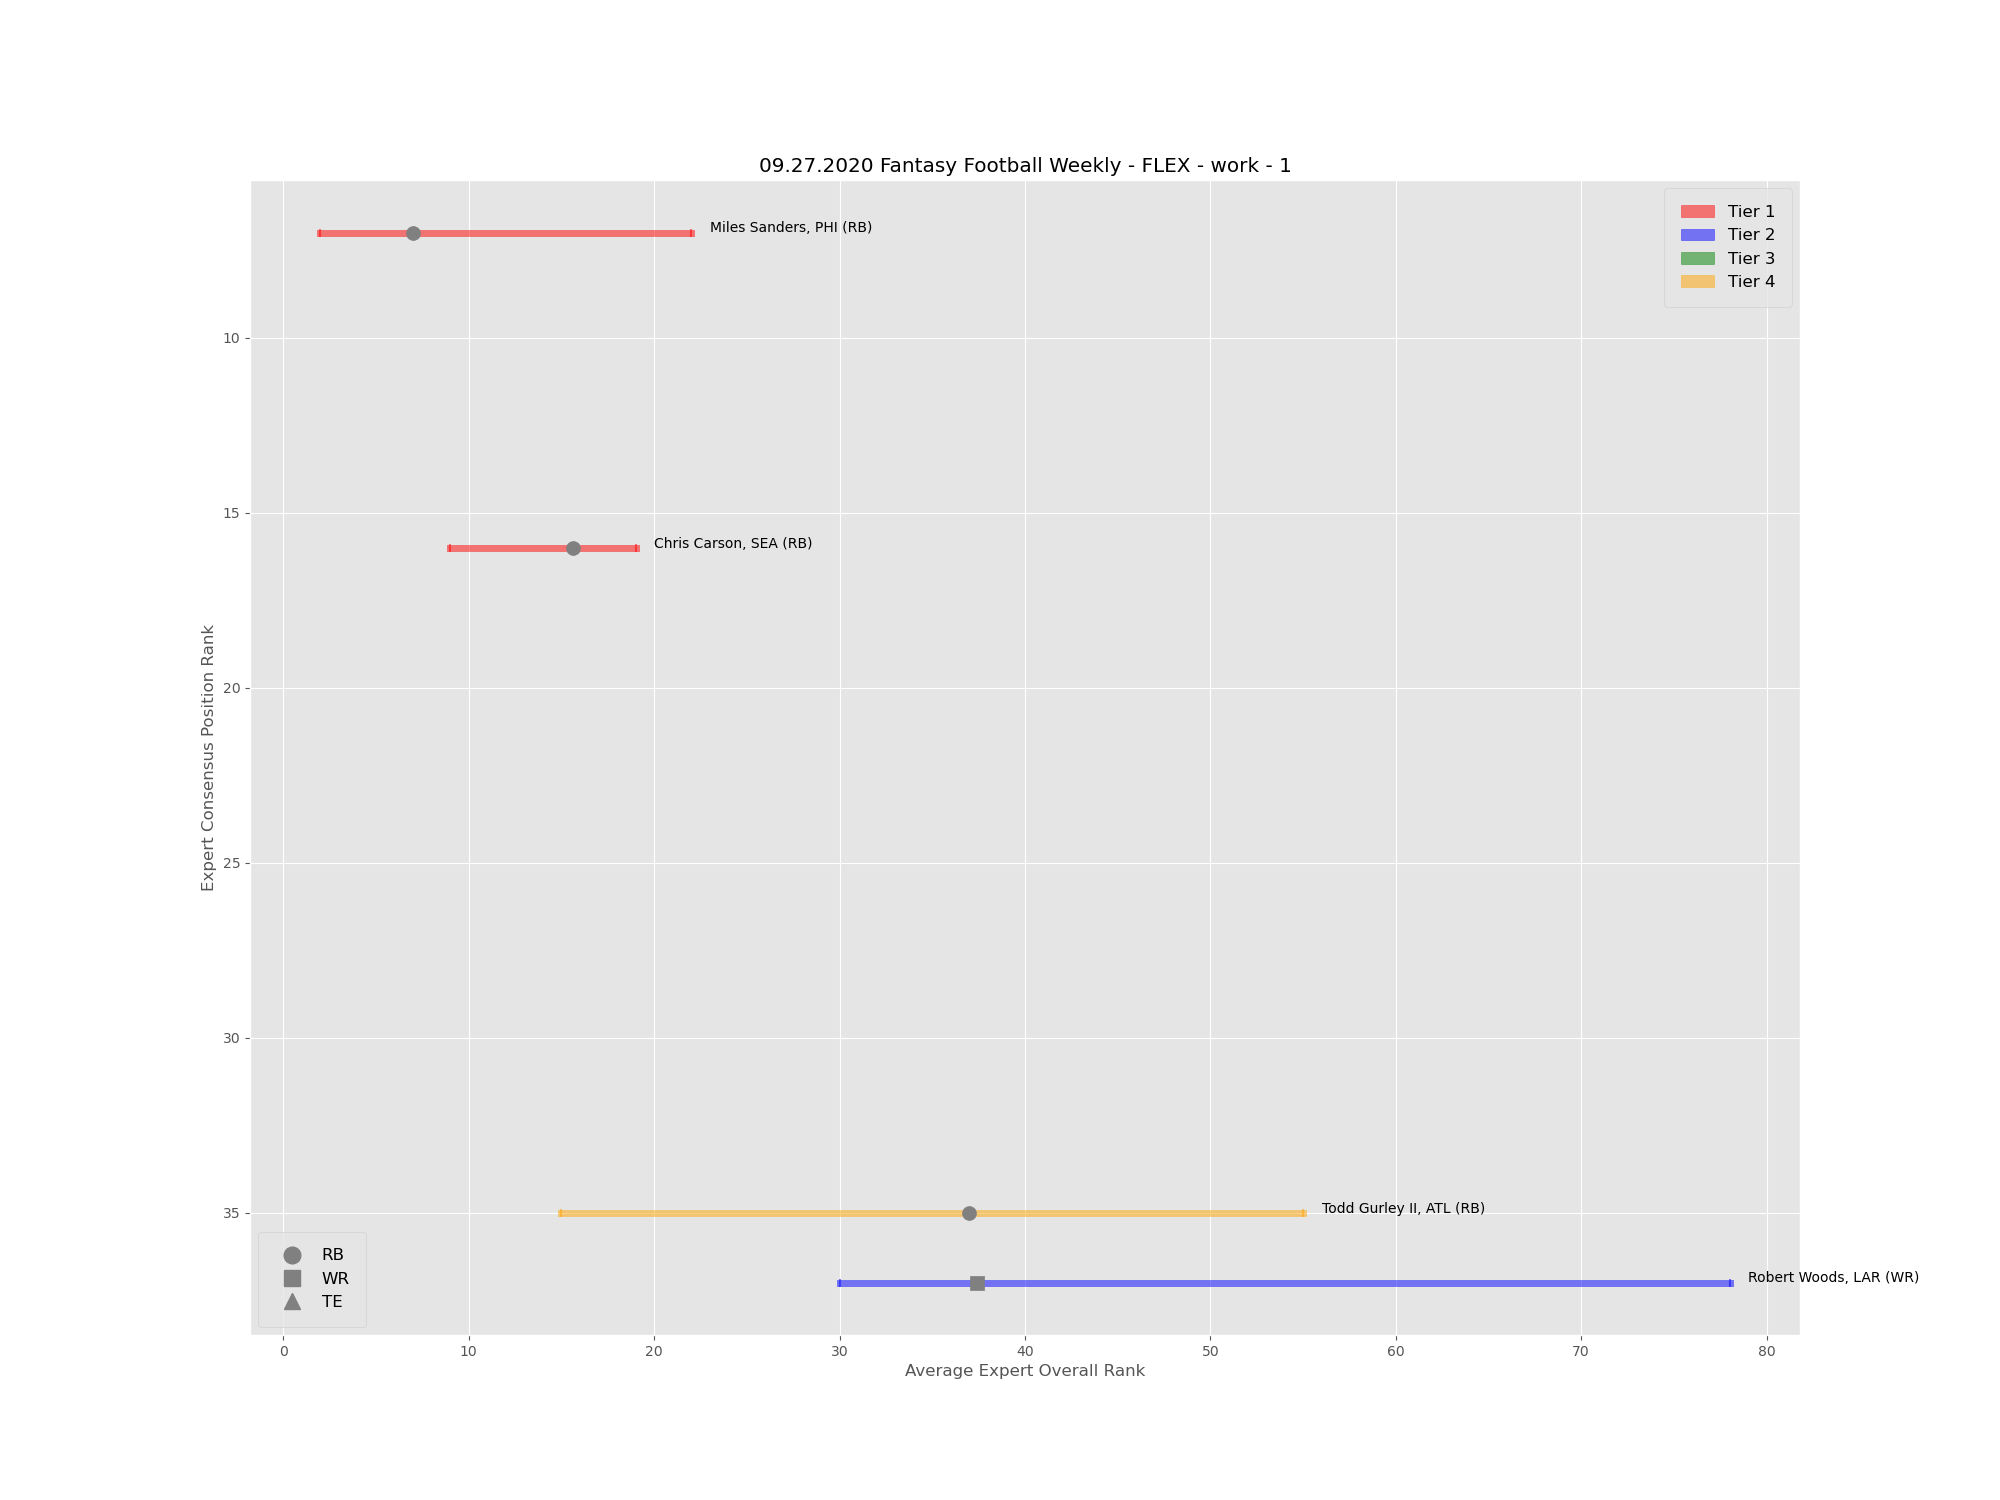 09.27.2020 Fantasy Football Weekly - FLEX - work - 1
Miles Sanders, PHI (RB)
Tier 1
Tier 2
Tier 3
Tier 4
10
15
Chris Carson, SEA (RB)
20
Expert Consensus Position Rank
25
30
35
Todd Gurley II, ATL (RB)
RB
WR
TE
Robert Woods, LAR (WR)
0 10 20 30 40 50 60 70 80
Average Expert Overall Rank